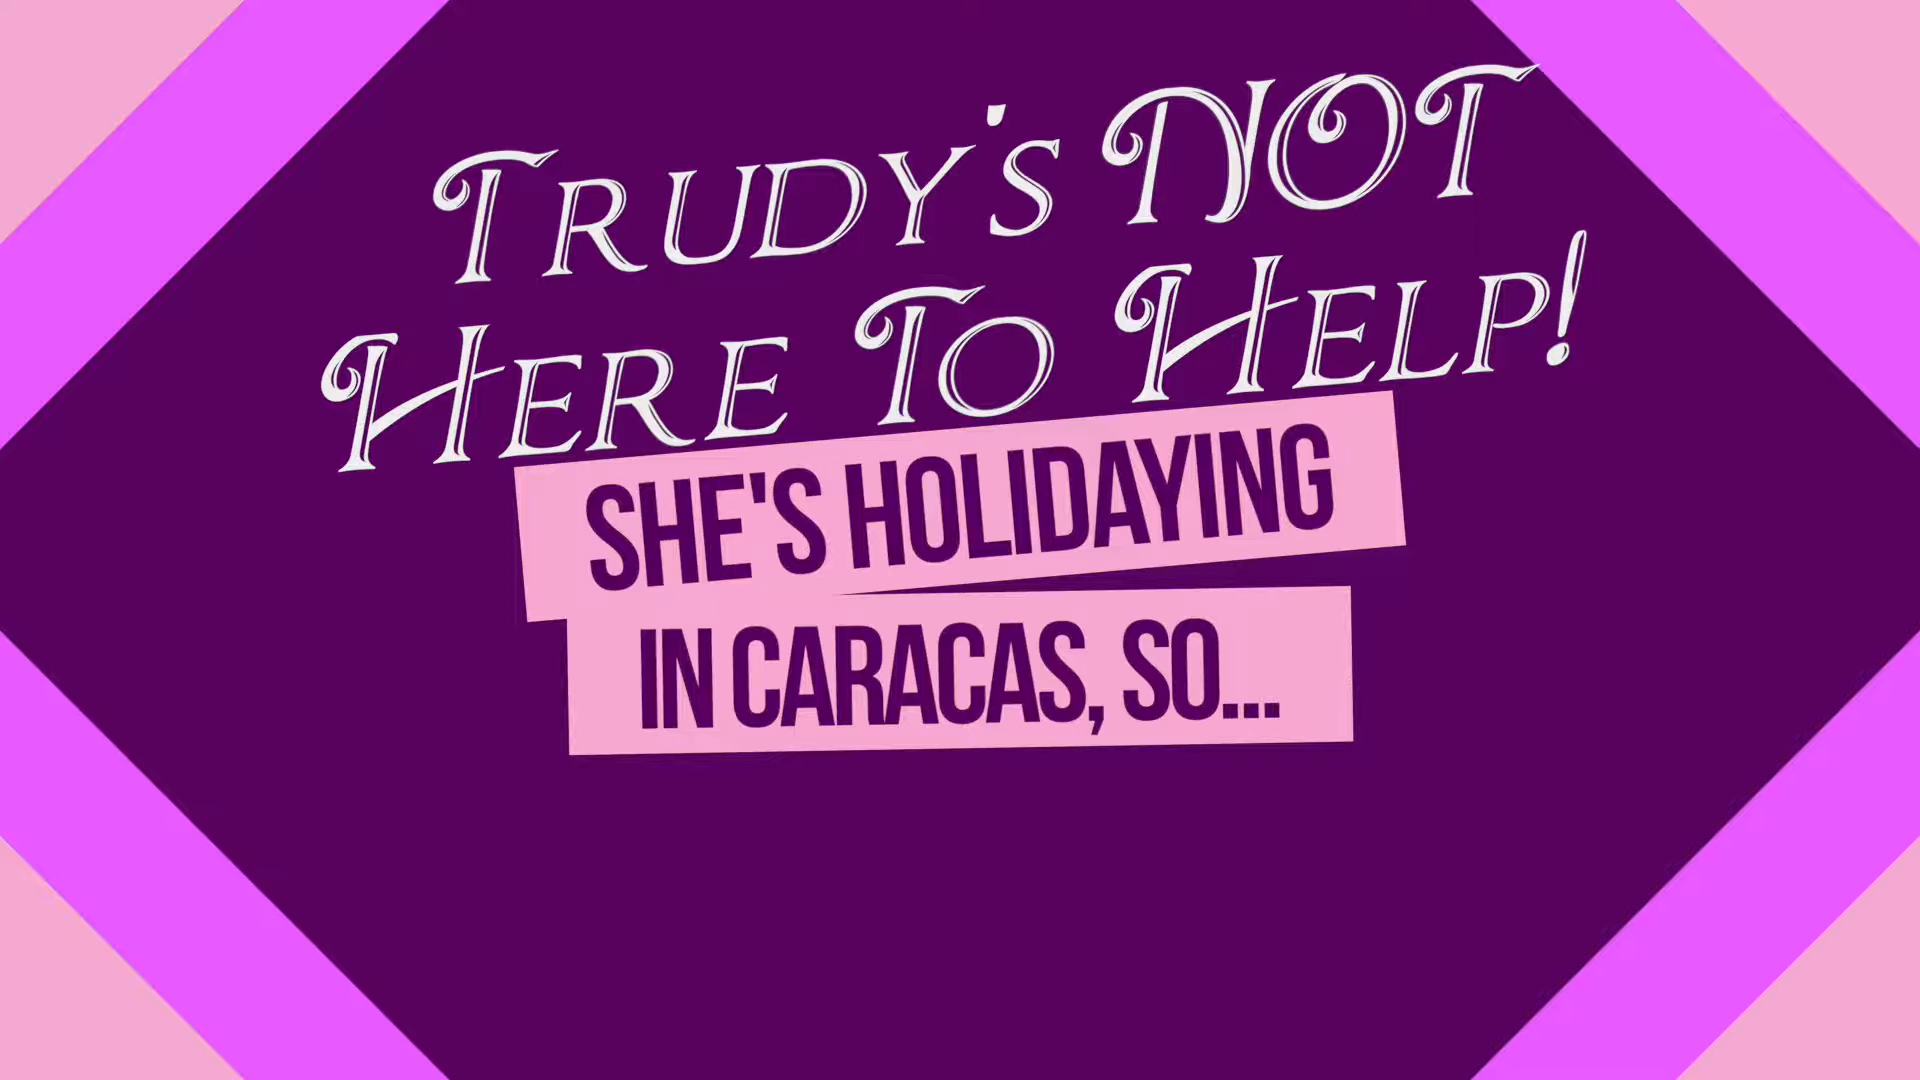 Trudy's NOT
Here To Help!
SHE'S HOLIDAYING
IN CARACAS, SO...